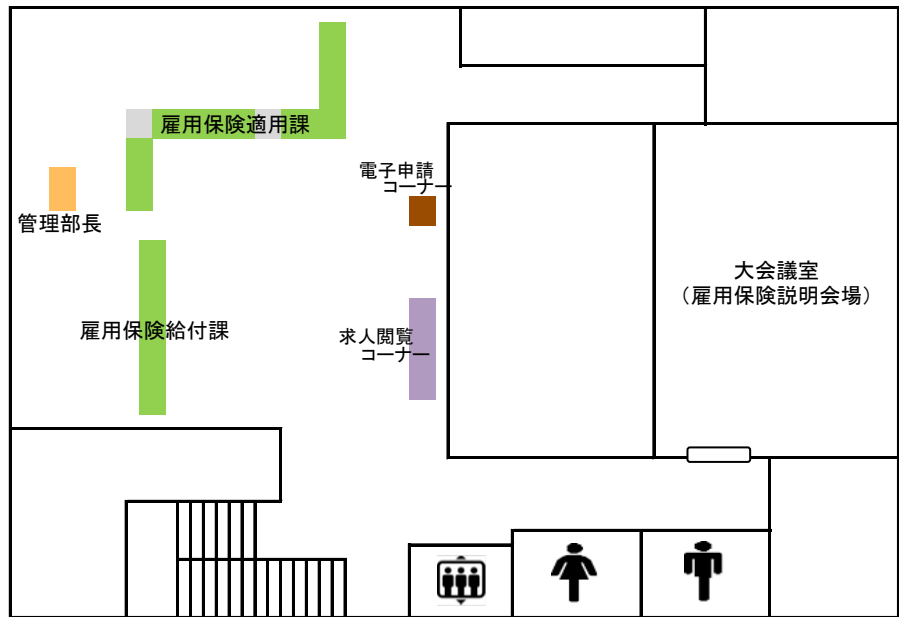 雇用保険適用課
電子申請
コーナー
管理部長
大会議室
（雇用保険説明会場）
雇用保険給付課
求人閲覧
コーナー